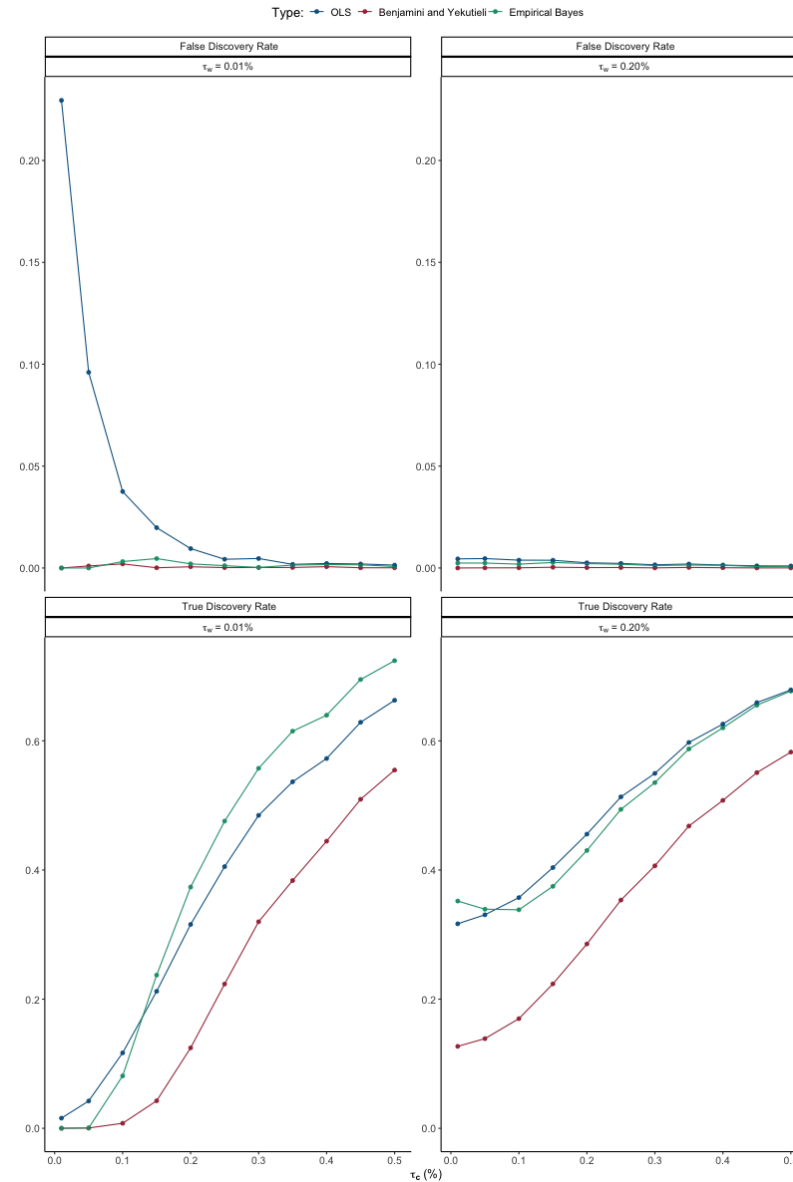 Type: OLS Benjamini and Yekutieli Empirical Bayes
False Discovery Rate False Discovery Rate
τw = 0.01% τw = 0.20%
0.20 0.20
0.15 0.15
0.10 0.10
0.05 0.05
0.00 0.00
True Discovery Rate True Discovery Rate
τw = 0.01% τw = 0.20%
0.6 0.6
0.4 0.4
0.2 0.2
0.0 0.0
0.0 0.1 0.2 0.3 0.4 0.5 0.0 0.1 0.2 0.3 0.4
τc (%)